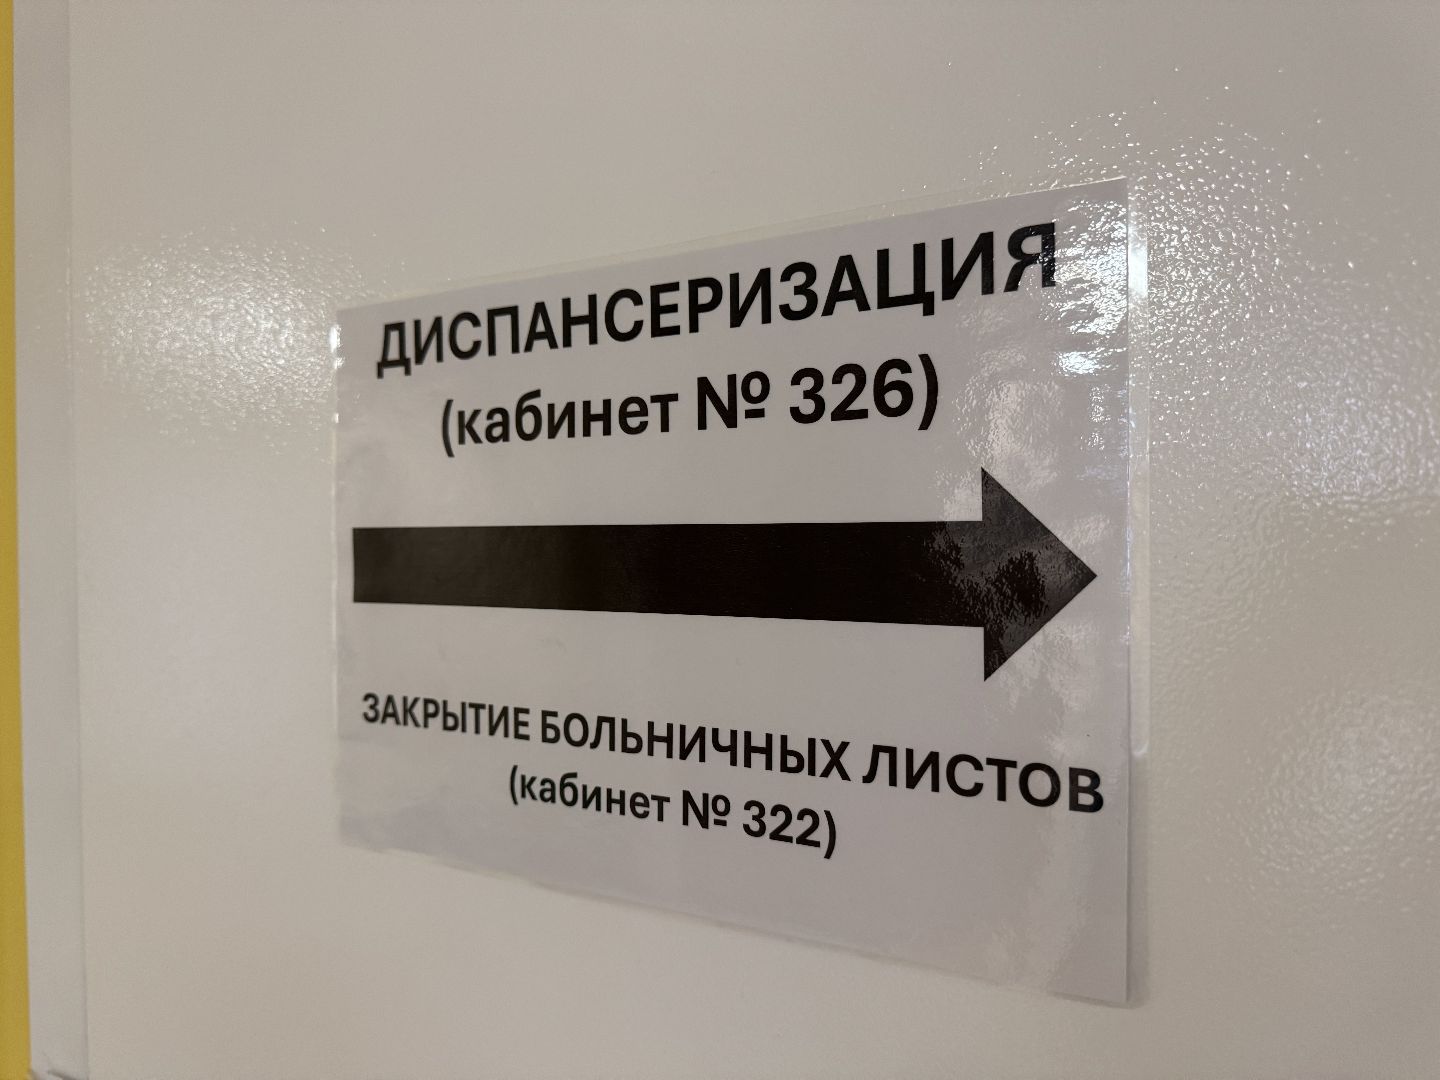 ДИСПАНСЕРИЗАЦИЯ
(кабинет № 326)
ЗАКРЫТИЕ БОЛЬНИЧНЫХ ЛИСТОВ
(кабинет № 322)